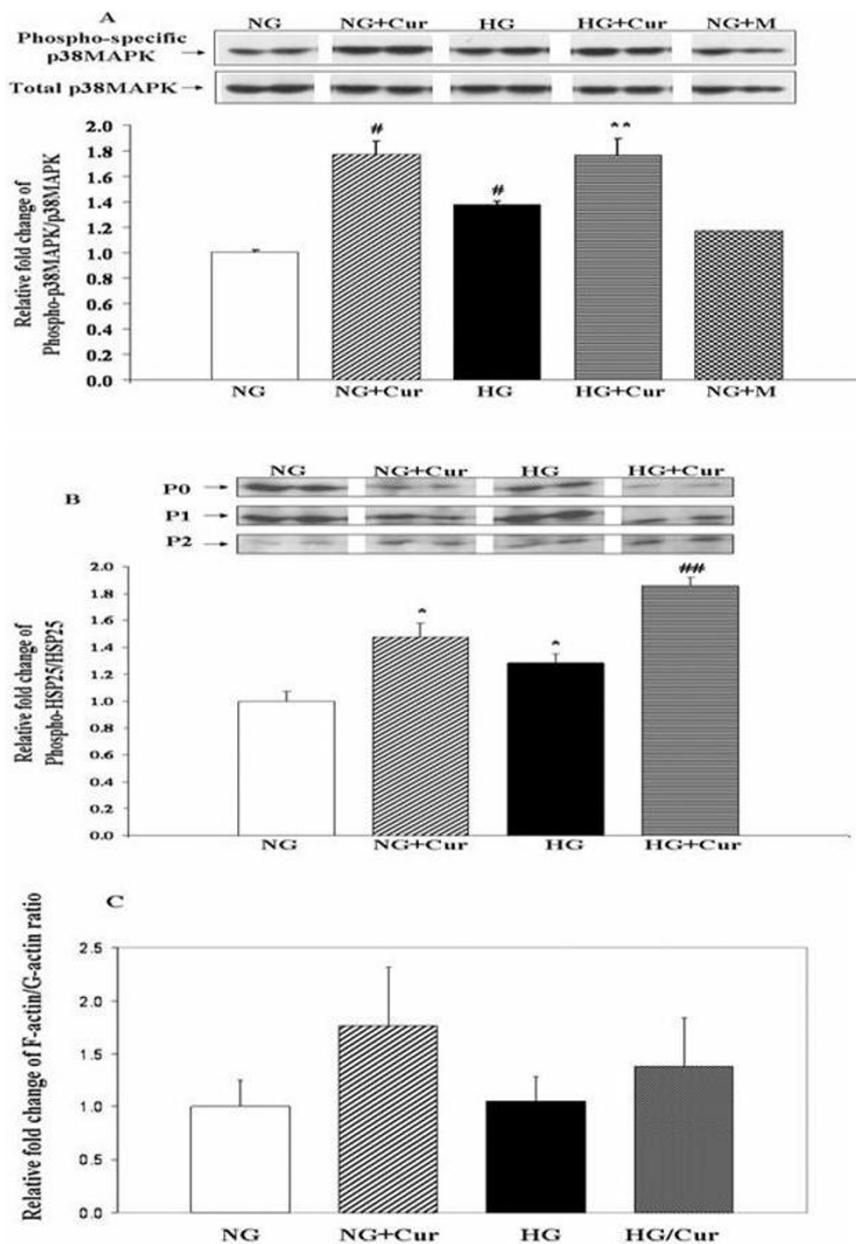 A
NG NG+Cur HG HG+Cur NG+M
Phospho-specific
p38MAPK
Total p38MAPK
Relative fold change of
Phospho-p38MAPK/p38MAPK
2.0
1.8
1.6
1.4
1.2
1.0
0.8
0.6
0.4
0.2
0.0
#
#
**
NG NG+Cur HG HG+Cur NG+M
B
NG NG+Cur HG HG+Cur
P0
P1
P2
Relative fold change of
Phospho-HSP25/HSP25
2.0
1.8
1.6
1.4
1.2
1.0
0.8
0.6
0.4
0.2
0.0
*
*
##
NG NG+Cur HG HG+Cur
C
Relative fold change of F-actin/G-actin ratio
2.5
2.0
1.5
1.0
0.5
0.0
NG NG+Cur HG HG/Cur